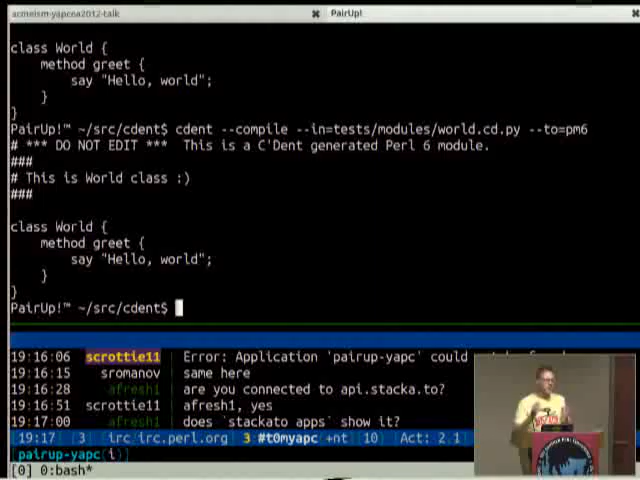 acmeism-yapcna2012-talk
PairUp!
class World {
method greet {
say "Hello, world";
}
}
PairUp!™ ~/src/cdent$ cdent --compile --in=tests/modules/world.cd.py --to=pm6
# *** DO NOT EDIT ***  This is a C'Dent generated Perl 6 module.
###
# This is World class :)
###
class World {
method greet {
say "Hello, world";
}
}
PairUp!™ ~/src/cdent$
19:16:06 scrottie11 Error: Application 'pairup-yapc' could
19:16:15 sromanov same here
19:16:28 afresh1 are you connected to api.stacka.to?
19:16:51 scrottie11 afresh1, yes
19:17:00 afresh1 does `stackato apps` show it?
19:17 [3] irc/irc.perl.org 3 #t0myapc +nt [10] Act: 2.1
[pairup-yapc(i)]
[0] 0:bash*